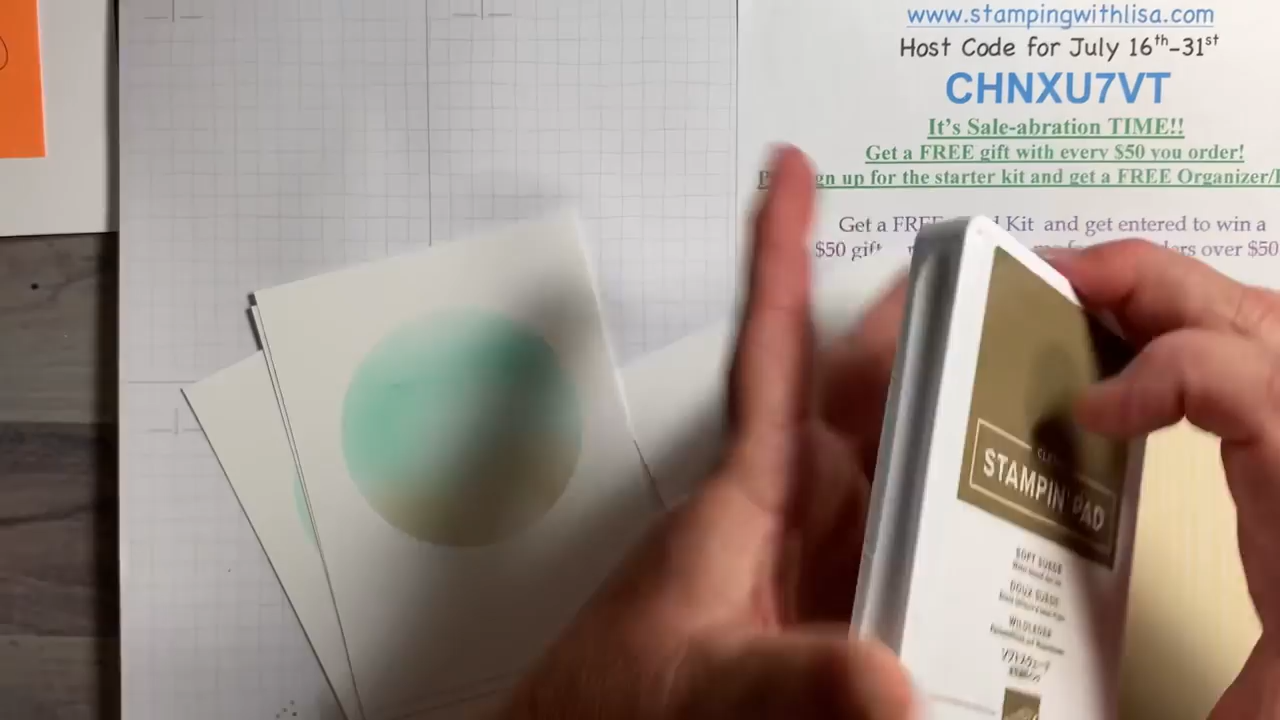 www.stampingwithlisa.com
Host Code for July 16th-31st
CHNXU7VT
It's Sale-abration TIME!!
Get a FREE gift with every $50 you order!
gn up for the starter kit and get a FREE Organizer/
Get a FRE Kit and get entered to win a
$50 gift over $50
STAMPIN' PAD
SOFT SUEDE
DOUX SUEDE
WILDLEDER